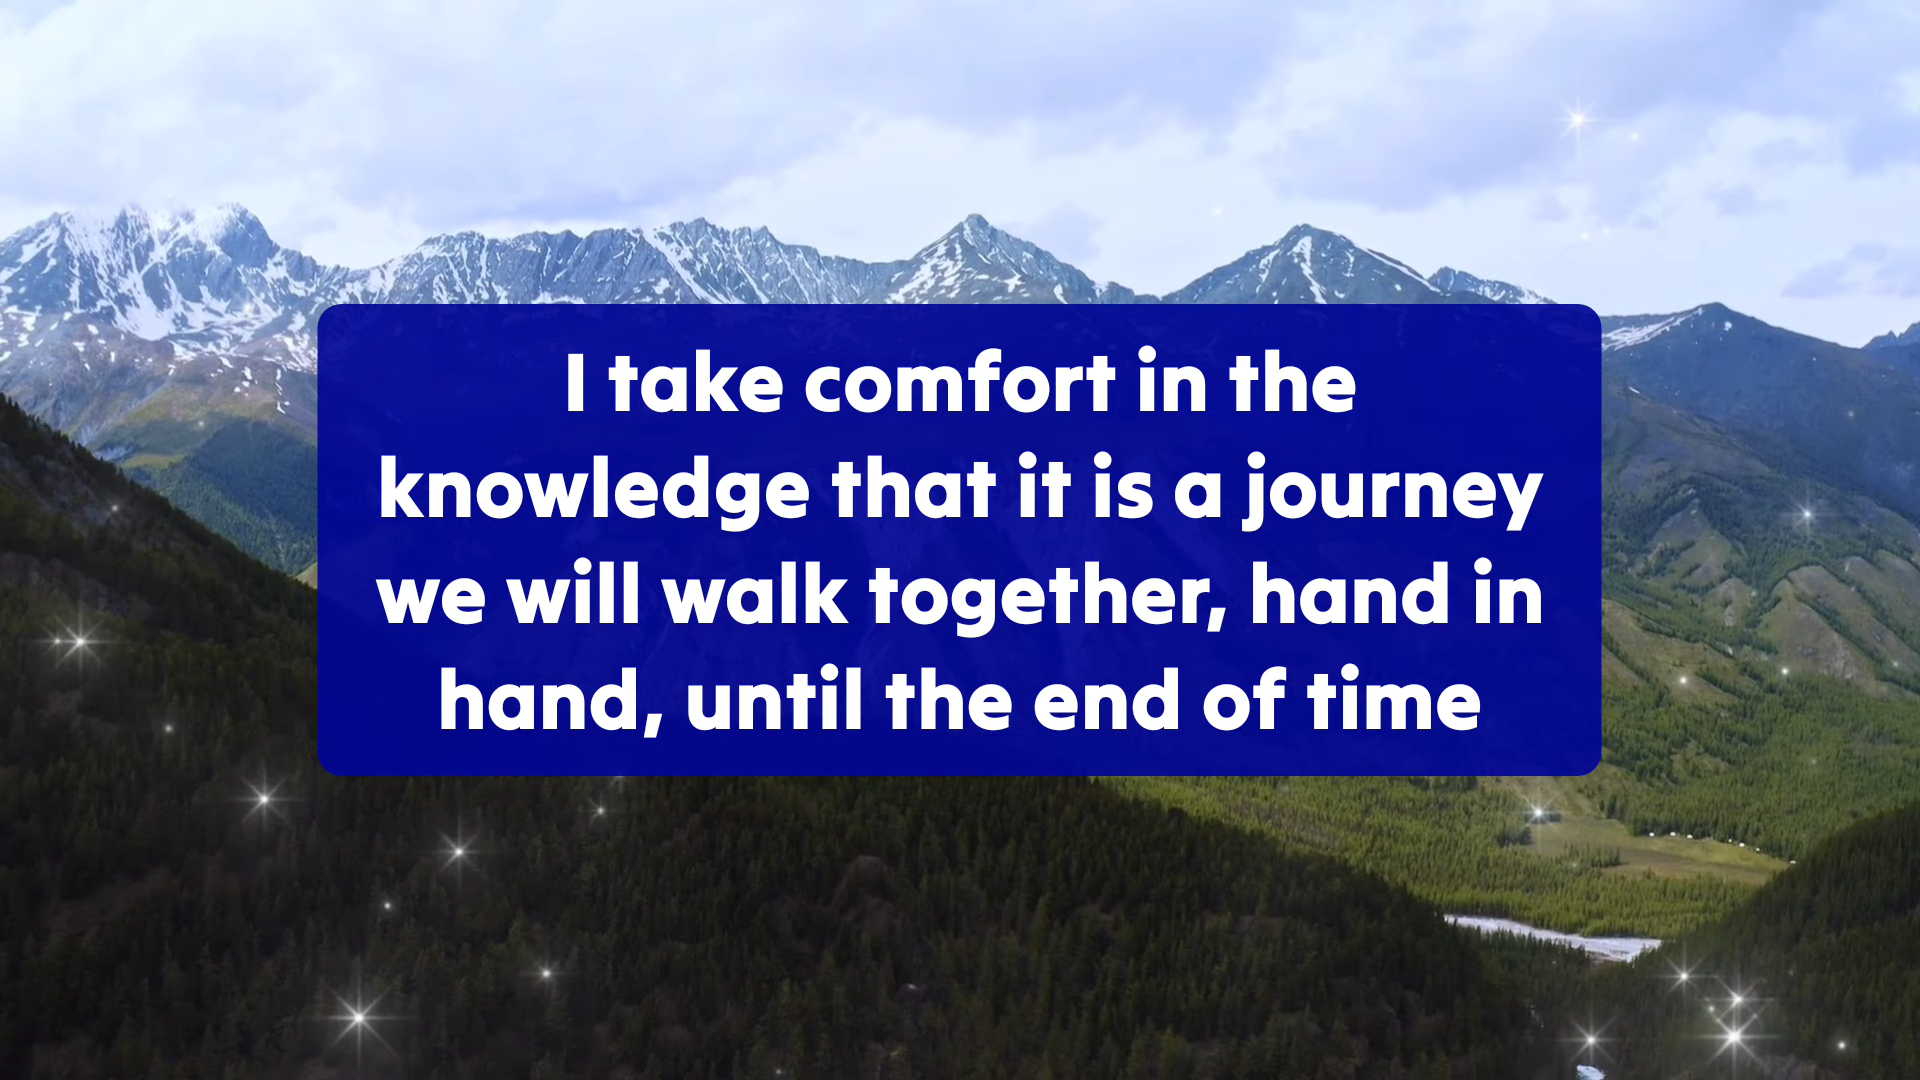 I take comfort in the
knowledge that it is a journey
we will walk together, hand in
hand, until the end of time